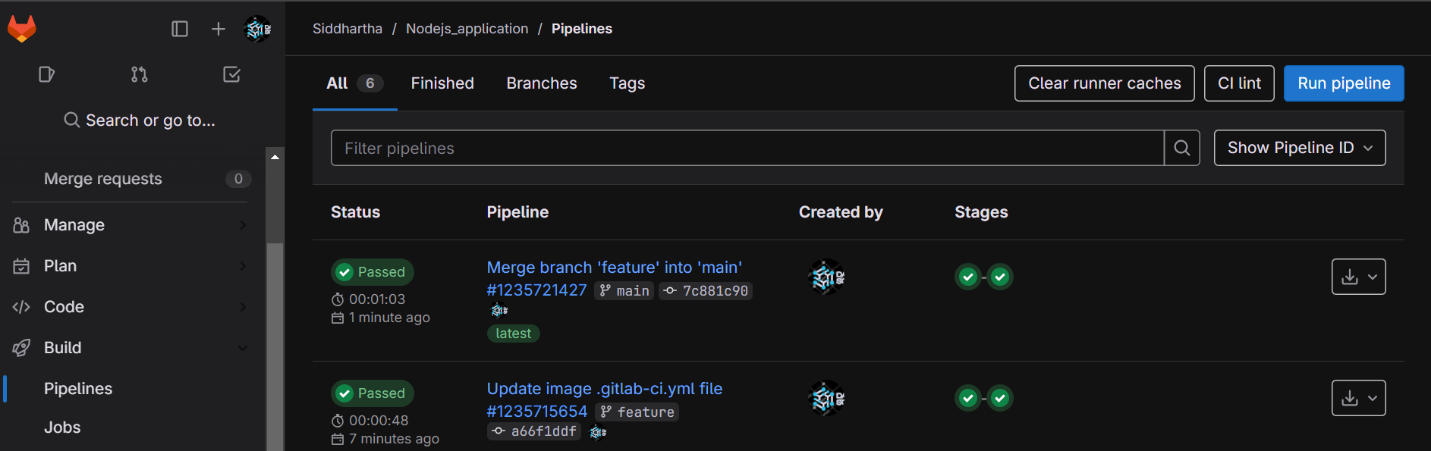 Siddhartha / Nodejs_application / Pipelines
All 6 Finished Branches Tags
Clear runner caches CI lint Run pipeline
Search or go to...
Filter pipelines
Show Pipeline ID
Merge requests 0
Manage
Plan
Code
Build
Pipelines
Jobs
Status Pipeline Created by Stages
Passed
00:01:03
1 minute ago
Merge branch 'feature' into 'main'
#1235721427 main 7c881c90
latest
Passed
00:00:48
7 minutes ago
Update image .gitlab-ci.yml file
#1235715654 feature
a66f1ddf